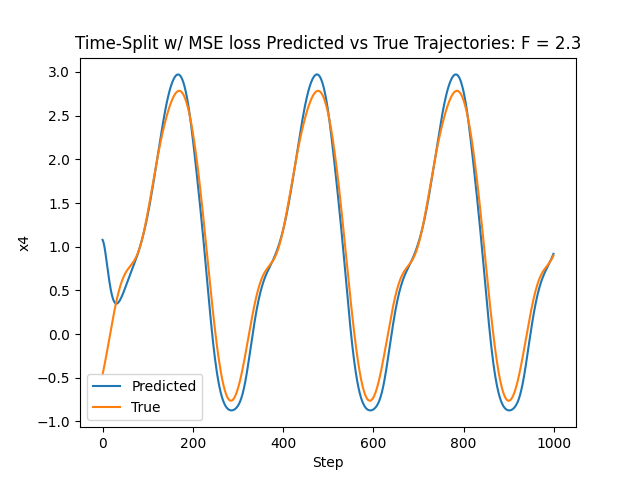 Time-Split w/ MSE loss Predicted vs True Trajectories: F = 2.3
3.0
2.5
2.0
1.5
1.0
0.5
0.0
−0.5
−1.0
x4
Predicted
True
0 200 400 600 800 1000
Step